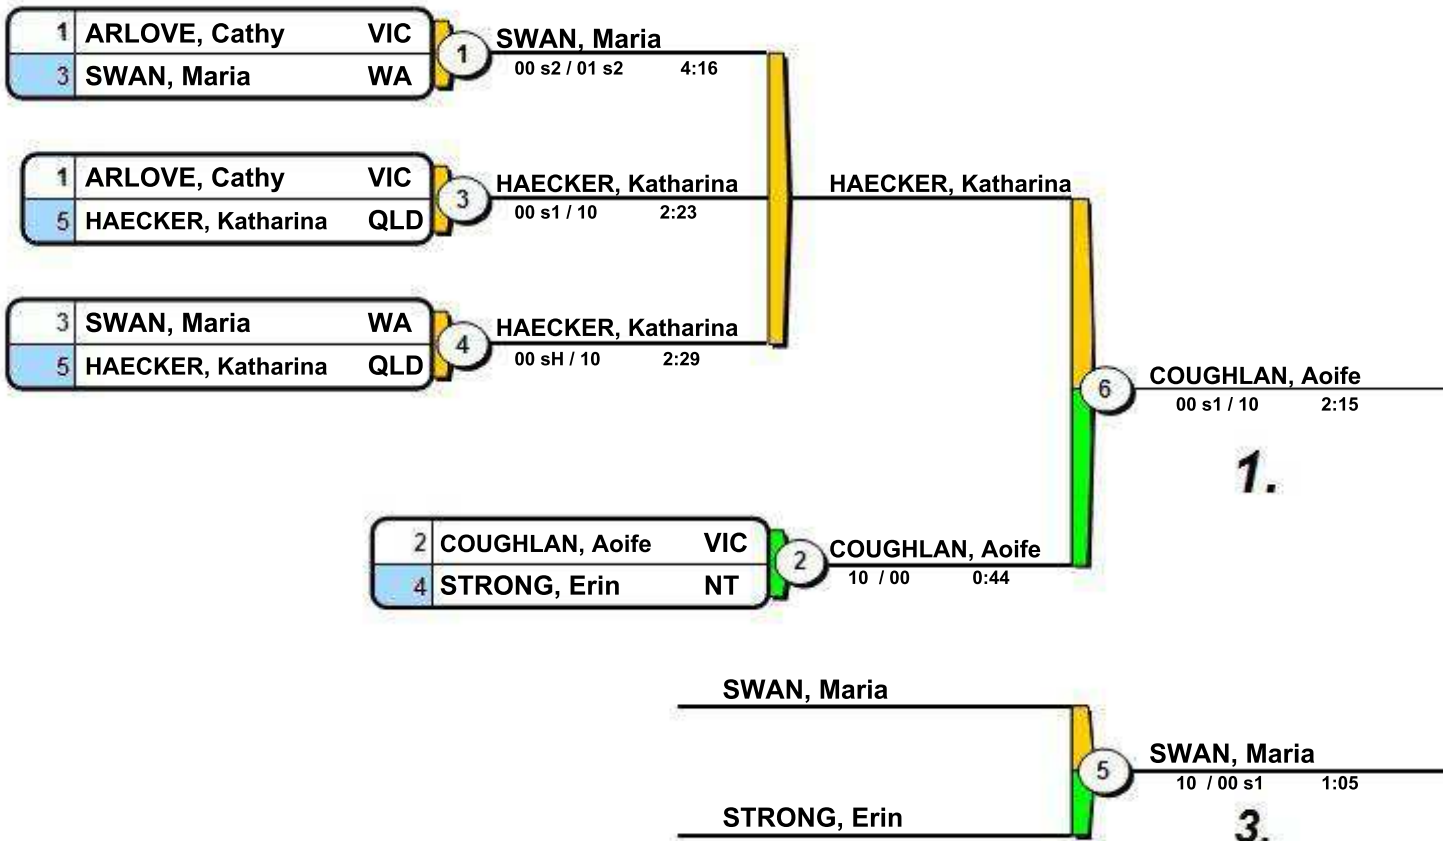 1 ARLOVE, Cathy VIC
3 SWAN, Maria WA
1
SWAN, Maria
00 s2 / 01 s2 4:16
1 ARLOVE, Cathy VIC
5 HAECKER, Katharina QLD
3
HAECKER, Katharina
00 s1 / 10 2:23
HAECKER, Katharina
3 SWAN, Maria WA
5 HAECKER, Katharina QLD
4
HAECKER, Katharina
00 sH / 10 2:29
6
COUGHLAN, Aoife
00 s1 / 10 2:15
1.
2 COUGHLAN, Aoife VIC
4 STRONG, Erin NT
2
COUGHLAN, Aoife
10 / 00 0:44
SWAN, Maria
5
SWAN, Maria
10 / 00 s1 1:05
STRONG, Erin
3.